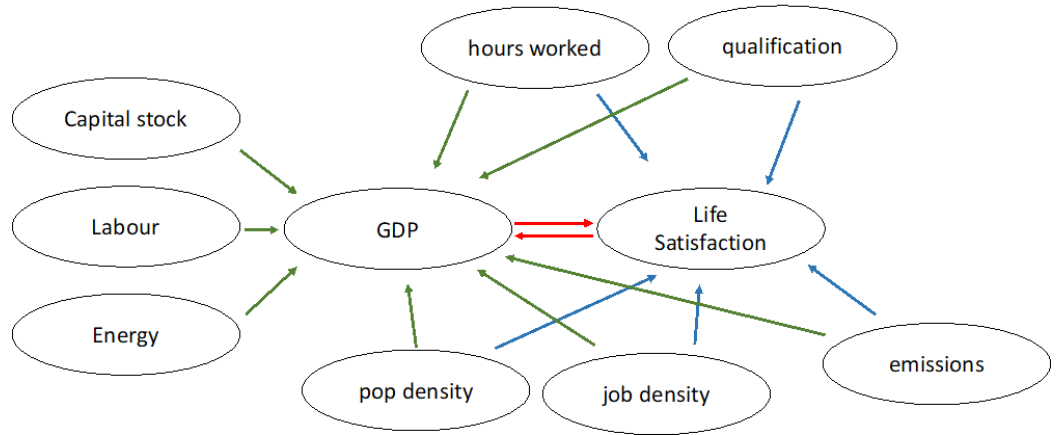 hours worked
qualification
Capital stock
Labour
GDP
Life
Satisfaction
Energy
pop density
job density
emissions